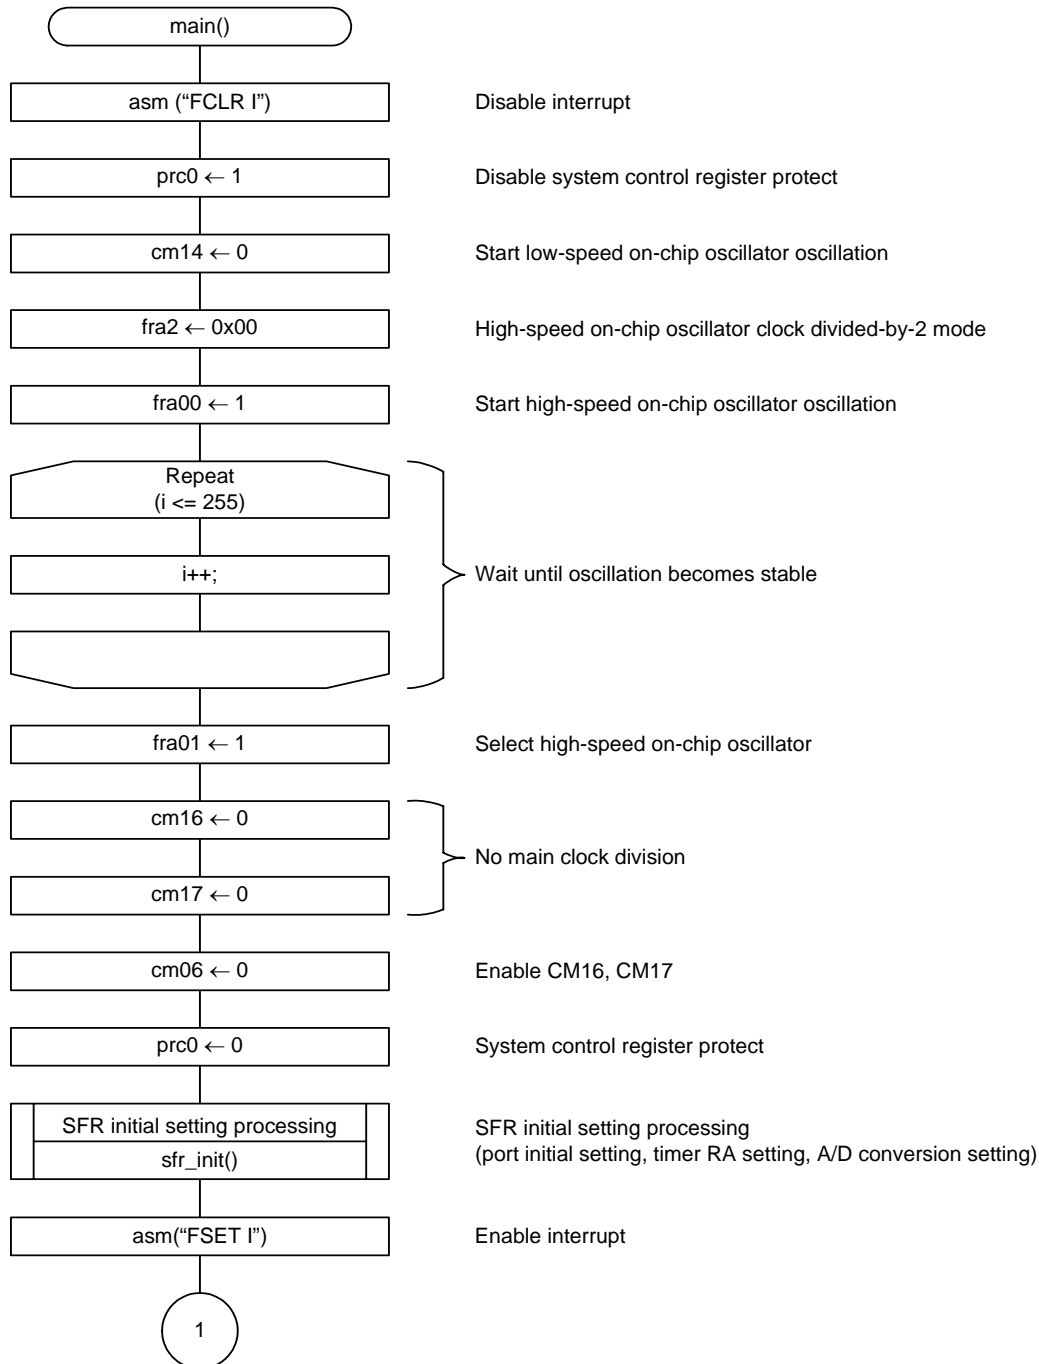 main()
asm (“FCLR I”)
Disable interrupt
prc0 ← 1
Disable system control register protect
cm14 ← 0
Start low-speed on-chip oscillator oscillation
fra2 ← 0x00
High-speed on-chip oscillator clock divided-by-2 mode
fra00 ← 1
Start high-speed on-chip oscillator oscillation
Repeat
(i <= 255)
i++;
Wait until oscillation becomes stable
fra01 ← 1
Select high-speed on-chip oscillator
cm16 ← 0
No main clock division
cm17 ← 0
cm06 ← 0
Enable CM16, CM17
prc0 ← 0
System control register protect
SFR initial setting processing
sfr_init()
SFR initial setting processing
(port initial setting, timer RA setting, A/D conversion setting)
asm(“FSET I”)
Enable interrupt
1